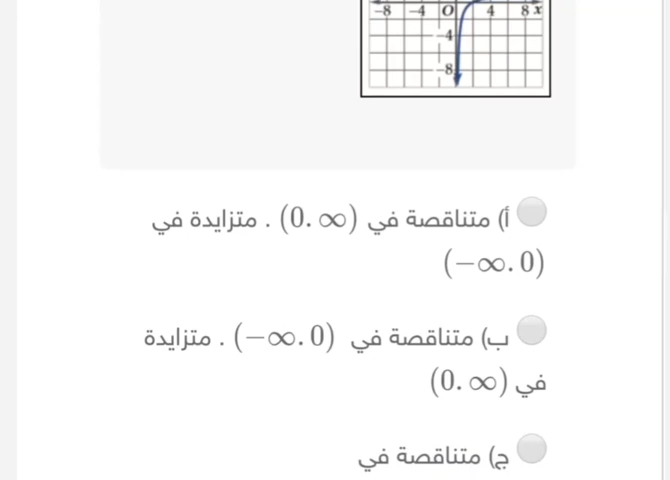 -8 -4 O 4 8 x
-4
-8
أ) متناقصة في (0. ∞) . متزايدة في
(−∞. 0)
ب) متناقصة في (−∞. 0) . متزايدة
في (0. ∞)
ج) متناقصة في